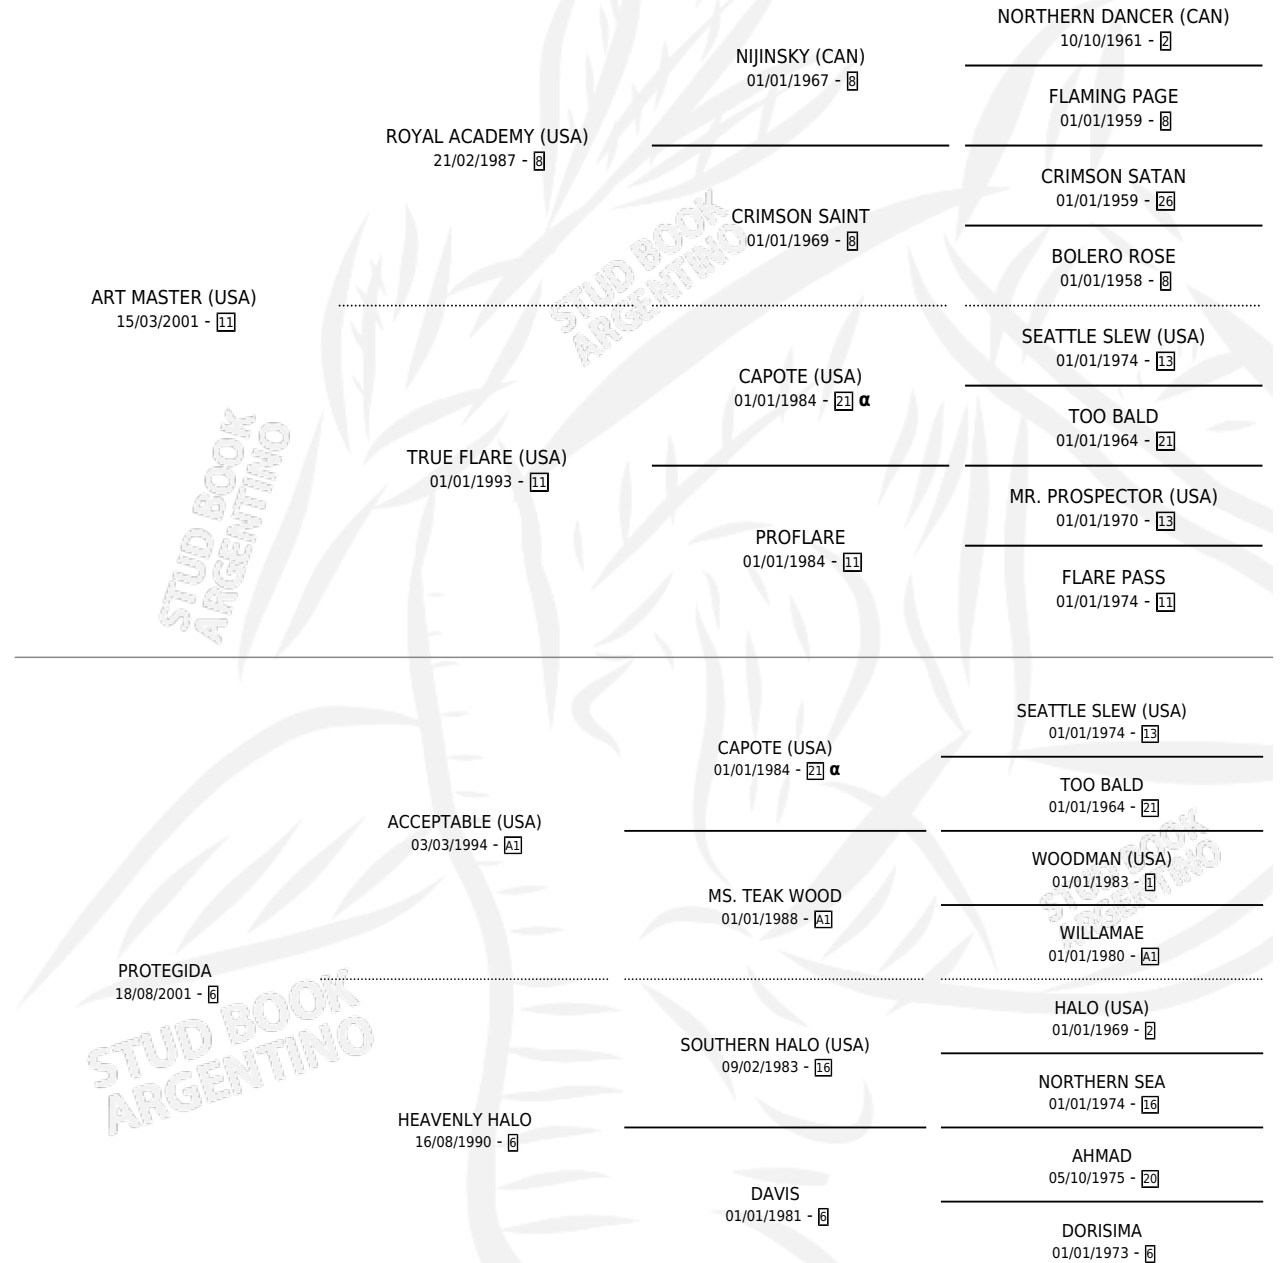 NORTHERN DANCER (CAN)
10/10/1961 - 2
NIJINSKY (CAN)
01/01/1967 - 8
FLAMING PAGE
01/01/1959 - 8
ROYAL ACADEMY (USA)
21/02/1987 - 8
CRIMSON SATAN
01/01/1959 - 26
CRIMSON SAINT
01/01/1969 - 8
BOLERO ROSE
01/01/1958 - 8
ART MASTER (USA)
15/03/2001 - 11
SEATTLE SLEW (USA)
01/01/1974 - 13
CAPOTE (USA)
01/01/1984 - 21 α
TOO BALD
01/01/1964 - 21
TRUE FLARE (USA)
01/01/1993 - 11
MR. PROSPECTOR (USA)
01/01/1970 - 13
PROFLARE
01/01/1984 - 11
FLARE PASS
01/01/1974 - 11
SEATTLE SLEW (USA)
01/01/1974 - 13
CAPOTE (USA)
01/01/1984 - 21 α
TOO BALD
01/01/1964 - 21
ACCEPTABLE (USA)
03/03/1994 - A1
WOODMAN (USA)
01/01/1983 - 1
MS. TEAK WOOD
01/01/1988 - A1
WILLAMAE
01/01/1980 - A1
PROTEGIDA
18/08/2001 - 6
HALO (USA)
01/01/1969 - 2
SOUTHERN HALO (USA)
09/02/1983 - 16
NORTHERN SEA
01/01/1974 - 16
HEAVENLY HALO
16/08/1990 - 6
AHMAD
05/10/1975 - 20
DAVIS
01/01/1981 - 6
DORISIMA
01/01/1973 - 6
STUD BOOK
ARGENTINO
STUD BOOK
ARGENTINO
STUD BOOK
ARGENTINO
STUD BOOK
ARGENTINO